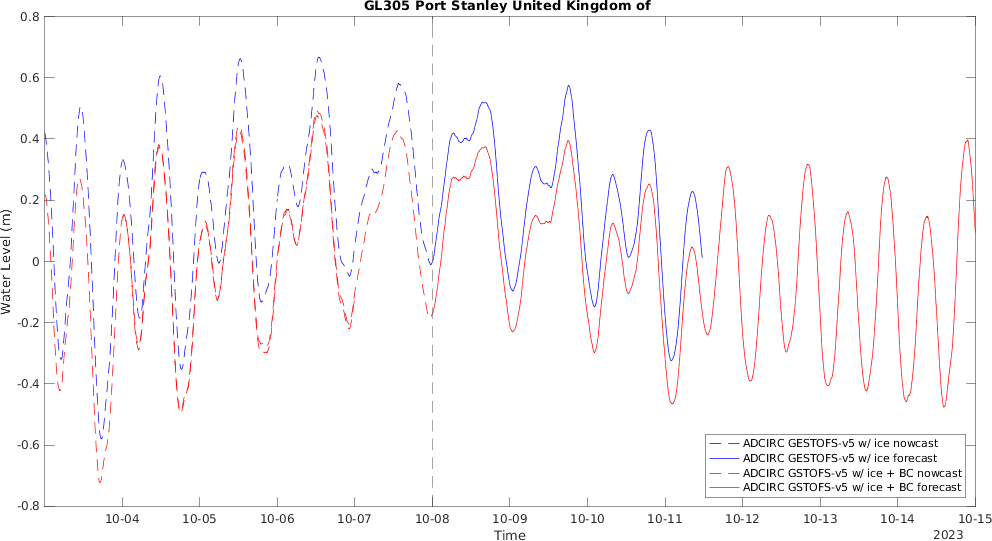 GL305 Port Stanley United Kingdom of
0.8
0.6
0.4
0.2
0
-0.2
-0.4
-0.6
-0.8
Water Level (m)
10-04 10-05 10-06 10-07 10-08 10-09 10-10 10-11 10-12 10-13 10-14 10-15
Time
2023
ADCIRC GESTOFS-v5 w/ ice nowcast
ADCIRC GESTOFS-v5 w/ ice forecast
ADCIRC GSTOFS-v5 w/ ice + BC nowcast
ADCIRC GSTOFS-v5 w/ ice + BC forecast